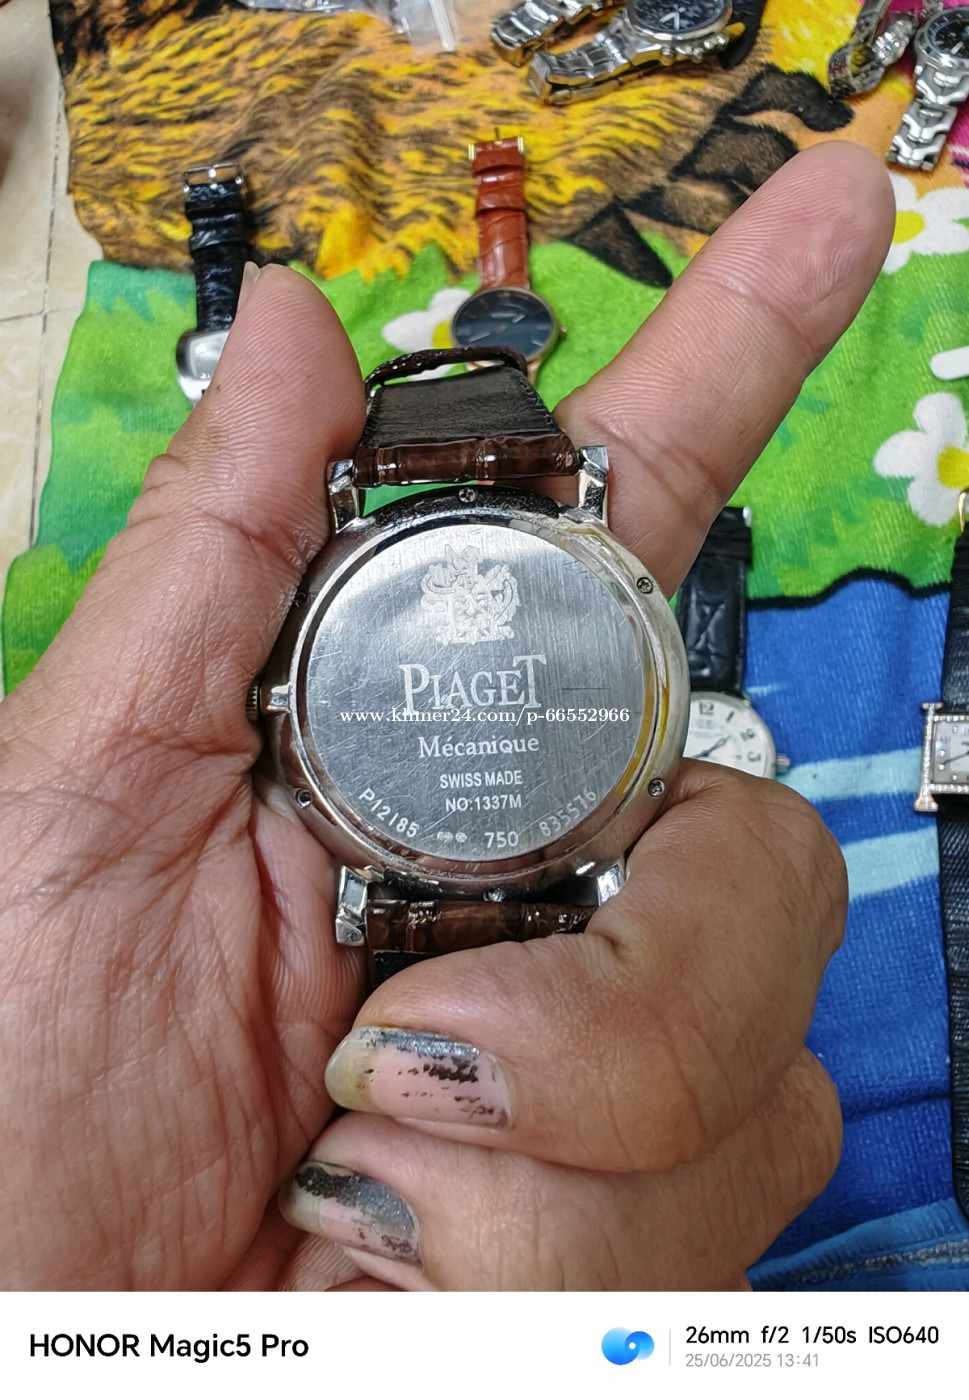 PIAGET
www.khmer24.com/p-66552966
Mécanique
SWISS MADE
NO:1337M
P12185
750
835516
HONOR Magic5 Pro
26mm f/2 1/50s ISO640
25/06/2025 13:41